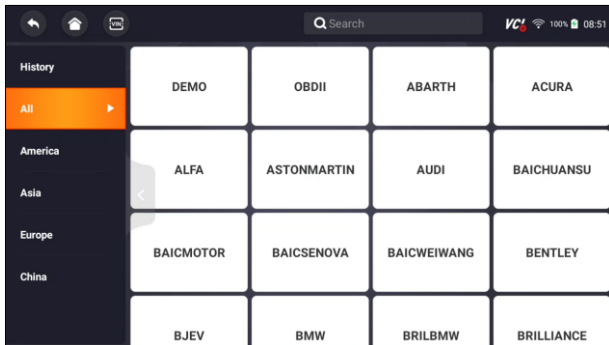 VIN
Search
VCI 100% 08:51
History
All
America
Asia
Europe
China
DEMO OBDII ABARTH ACURA
ALFA ASTONMARTIN AUDI BAICHUANSU
BAICMOTOR BAICSENOVA BAICWEIWANG BENTLEY
BJEV BMW BRILBMW BRILLIANCE